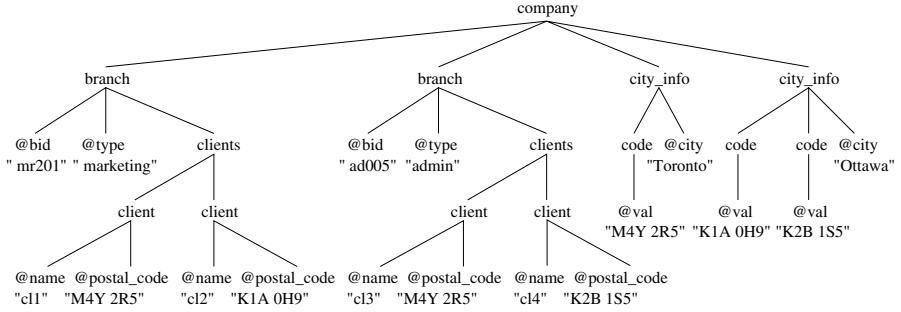 company
branch branch city_info city_info
@bid @type clients @bid @type clients code @city code code @city
" mr201" " marketing" "ad005" "admin" "Toronto" "Ottawa"
client client client client @val @val @val
"M4Y 2R5" "K1A 0H9" "K2B 1S5"
@name @postal_code @name @postal_code @name @postal_code @name @postal_code
"cl1" "M4Y 2R5" "cl2" "K1A 0H9" "cl3" "M4Y 2R5" "cl4" "K2B 1S5"